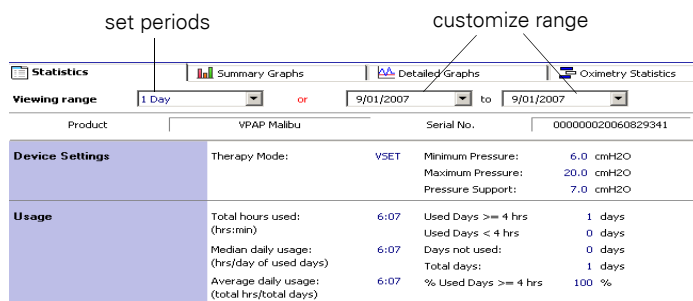 set periods customize range
Statistics Summary Graphs Detailed Graphs Oximetry Statistics
Viewing range 1 Day or 9/01/2007 to 9/01/2007
Product VPAP Malibu Serial No. 000000020060829341
Device Settings Therapy Mode: VSET Minimum Pressure: 6.0 cmH2O
Maximum Pressure: 20.0 cmH2O
Pressure Support: 7.0 cmH2O
Usage Total hours used: 6:07 Used Days >= 4 hrs 1 days
(hrs:min) Used Days < 4 hrs 0 days
Median daily usage: 6:07 Days not used: 0 days
(hrs/day of used days) Total days: 1 days
Average daily usage: 6:07 % Used Days >= 4 hrs 100 %
(total hrs/total days)